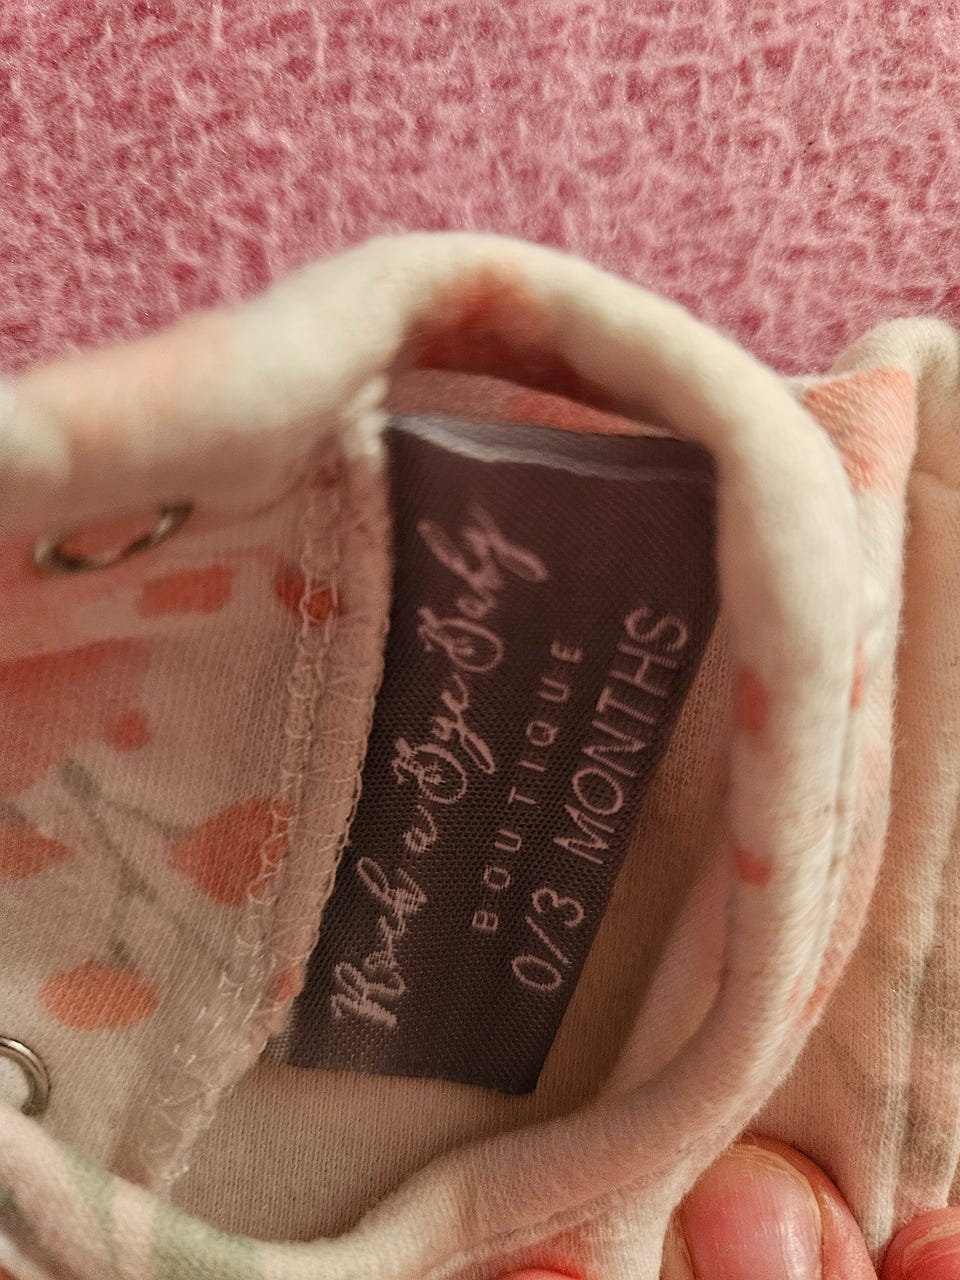 Rock a Bye Baby
BOUTIQUE
0/3 MONTHS